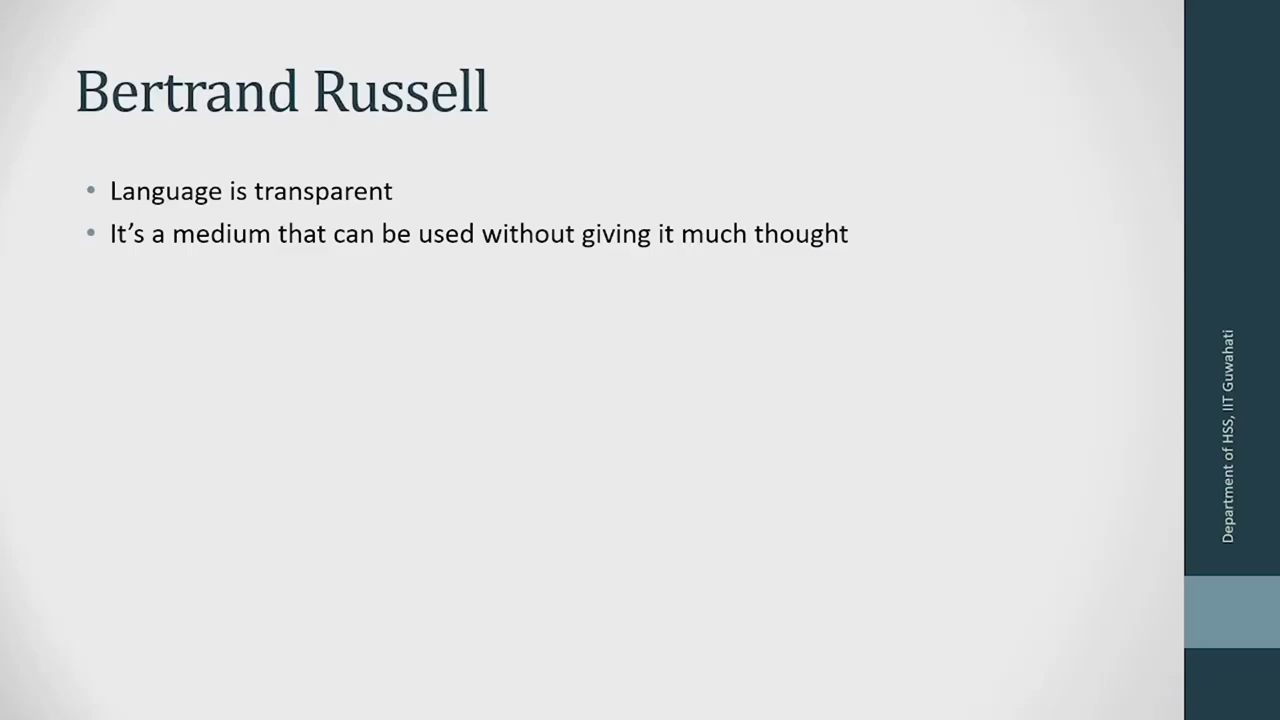 Bertrand Russell
• Language is transparent
• It’s a medium that can be used without giving it much thought
Department of HSS, IIT Guwahati